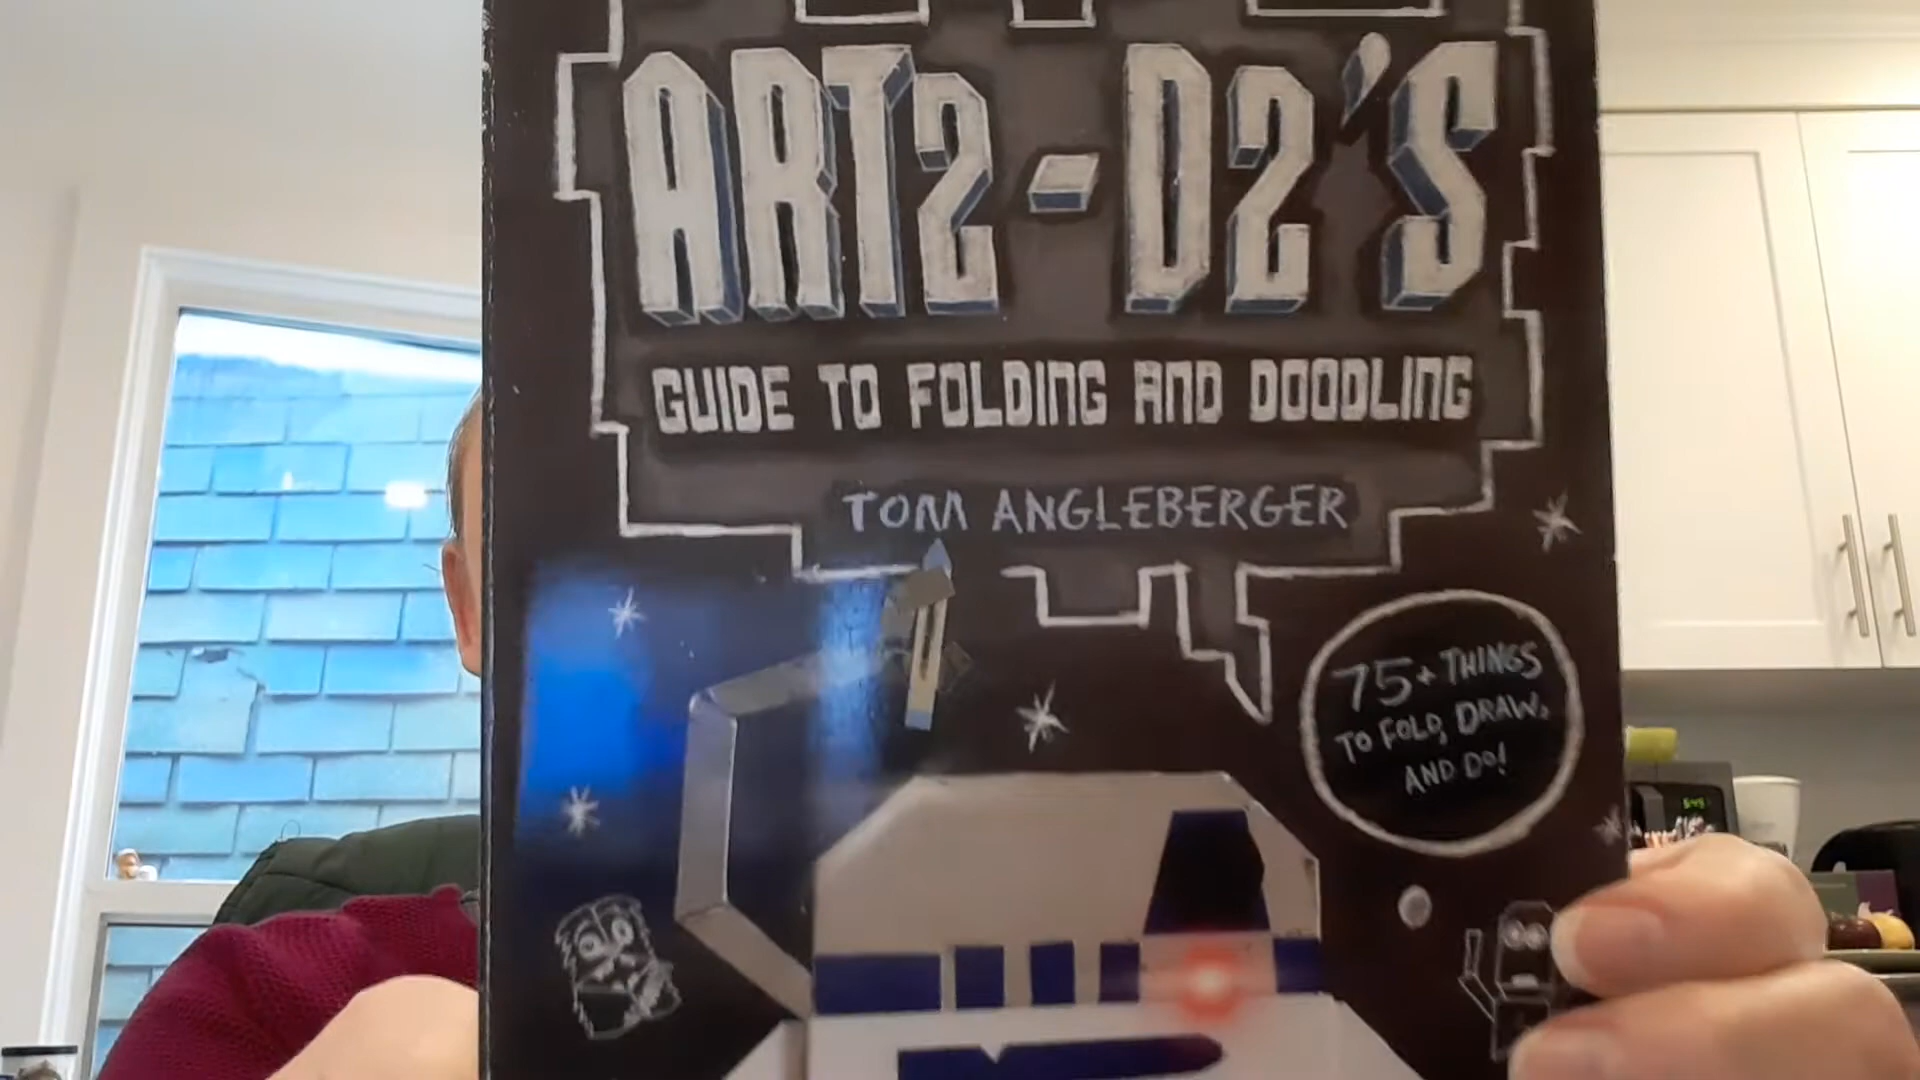 ART2-D2'S
GUIDE TO FOLDING AND DOODLING
TOM ANGLEBERGER
75+ THINGS
TO FOLD, DRAW,
AND DO!